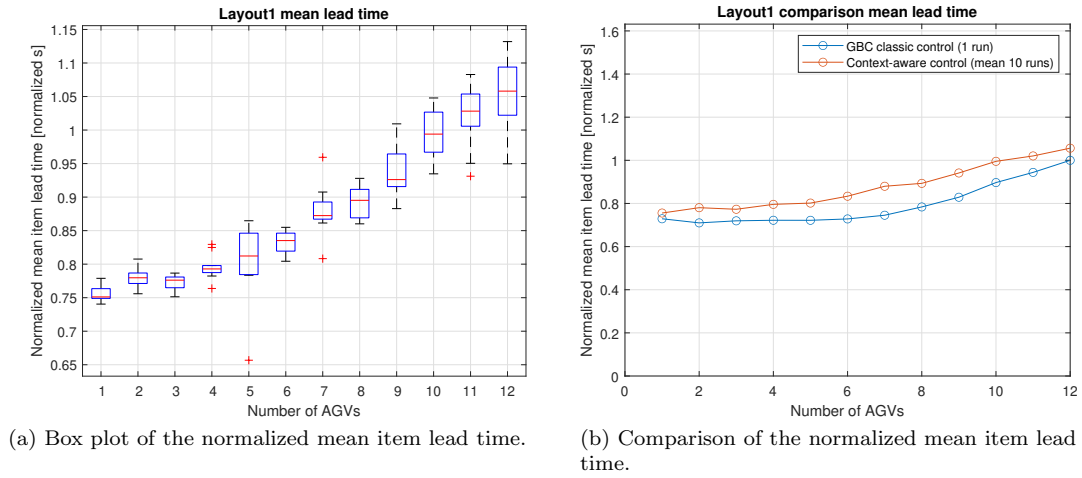 Layout1 mean lead time
Normalized mean item lead time [normalized s]
1.15
1.1
1.05
1
0.95
0.9
0.85
0.8
0.75
0.7
0.65
1 2 3 4 5 6 7 8 9 10 11 12
Number of AGVs
(a) Box plot of the normalized mean item lead time.
Layout1 comparison mean lead time
GBC classic control (1 run)
Context-aware control (mean 10 runs)
Normalized mean item lead time [normalized s]
1.6
1.4
1.2
1
0.8
0.6
0.4
0.2
0
0 2 4 6 8 10 12
Number of AGVs
(b) Comparison of the normalized mean item lead
time.